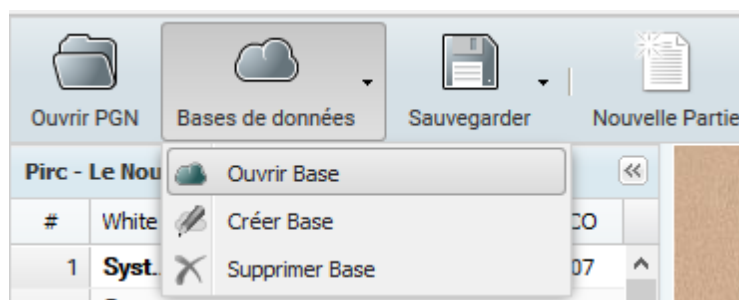 Ouvrir PGN Bases de données Sauvegarder Nouvelle Partie
Pirc - Le Nou
Ouvrir Base
# White CO
Créer Base
1 Syst.. 07
Supprimer Base